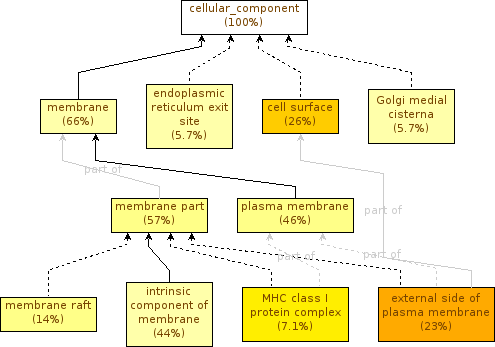 cellular_component
(100%)
membrane
(66%)
endoplasmic
reticulum exit
site
(5.7%)
cell surface
(26%)
Golgi medial
cisterna
(5.7%)
part of
membrane part
(57%)
plasma membrane
(46%)
part of
part of
part of
membrane raft
(14%)
intrinsic
component of
membrane
(44%)
MHC class I
protein complex
(7.1%)
external side of
plasma membrane
(23%)